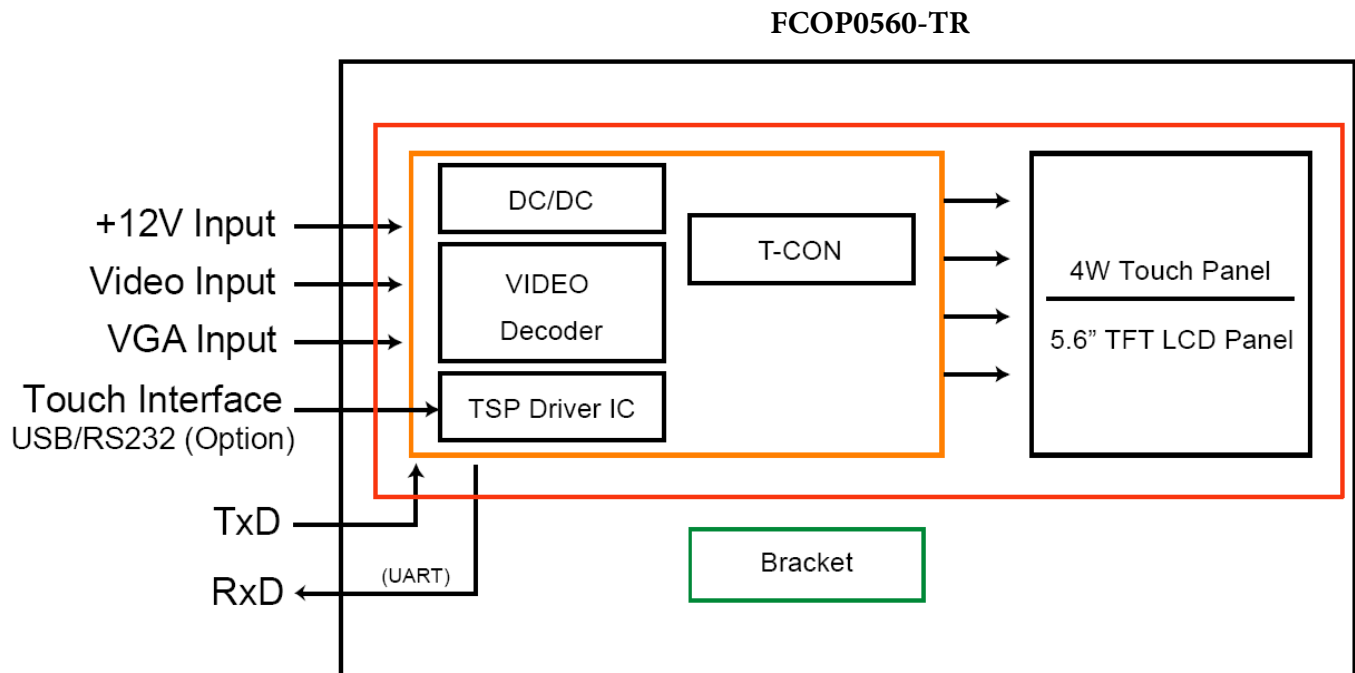 FCOP0560-TR
+12V Input
Video Input
VGA Input
Touch Interface
USB/RS232 (Option)
TxD
RxD
(UART)
DC/DC
VIDEO
Decoder
TSP Driver IC
T-CON
4W Touch Panel
5.6” TFT LCD Panel
Bracket